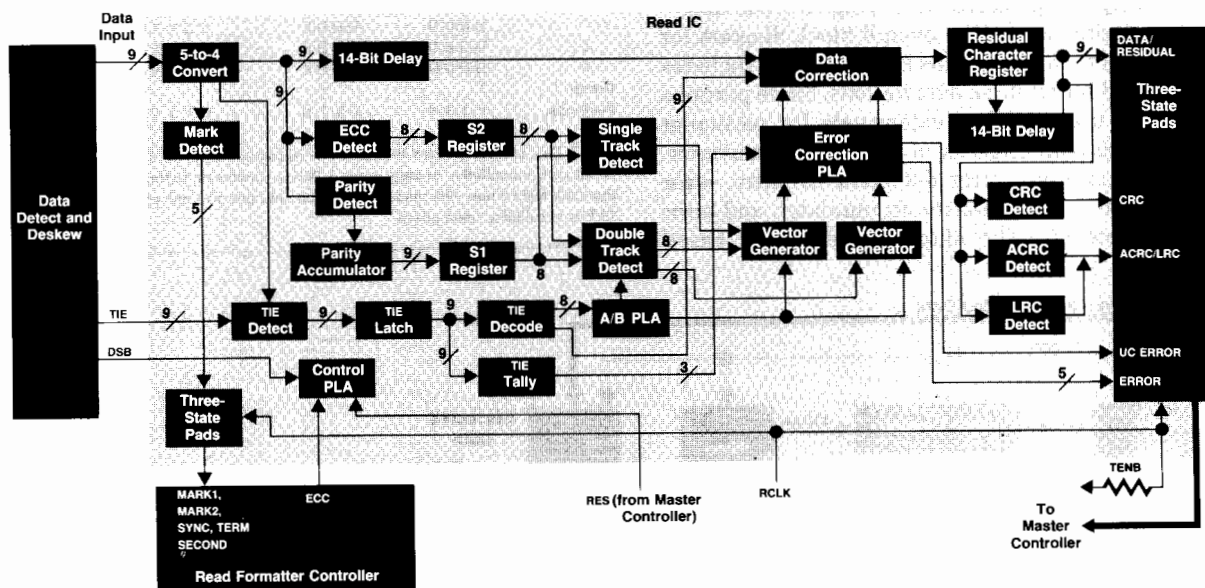 Data
Input
Read IC
9
5-to-4
Convert
9
14-Bit Delay
Data
Correction
Residual
Character
Register
9
DATA/
RESIDUAL
9
9
Mark
Detect
ECC
Detect
8
S2
Register
8
Single
Track
Detect
Error
Correction
PLA
14-Bit Delay
Three-
State
Pads
Data
Detect and
Deskew
5
Parity
Detect
CRC
Detect
CRC
Parity
Accumulator
9
S1
Register
8
Double
Track
Detect
8
8
Vector
Generator
Vector
Generator
ACRC
Detect
ACRC/LRC
TIE
9
TIE
Detect
9
TIE
Latch
9
TIE
Decode
8
A/B PLA
LRC
Detect
9
TIE
Tally
3
UC ERROR
5
ERROR
DSB
Control
PLA
Three-
State
Pads
MARK1,
MARK2,
SYNC, TERM
SECOND
ECC
Read Formatter Controller
RES (from Master
Controller)
RCLK
TENB
To
Master
Controller